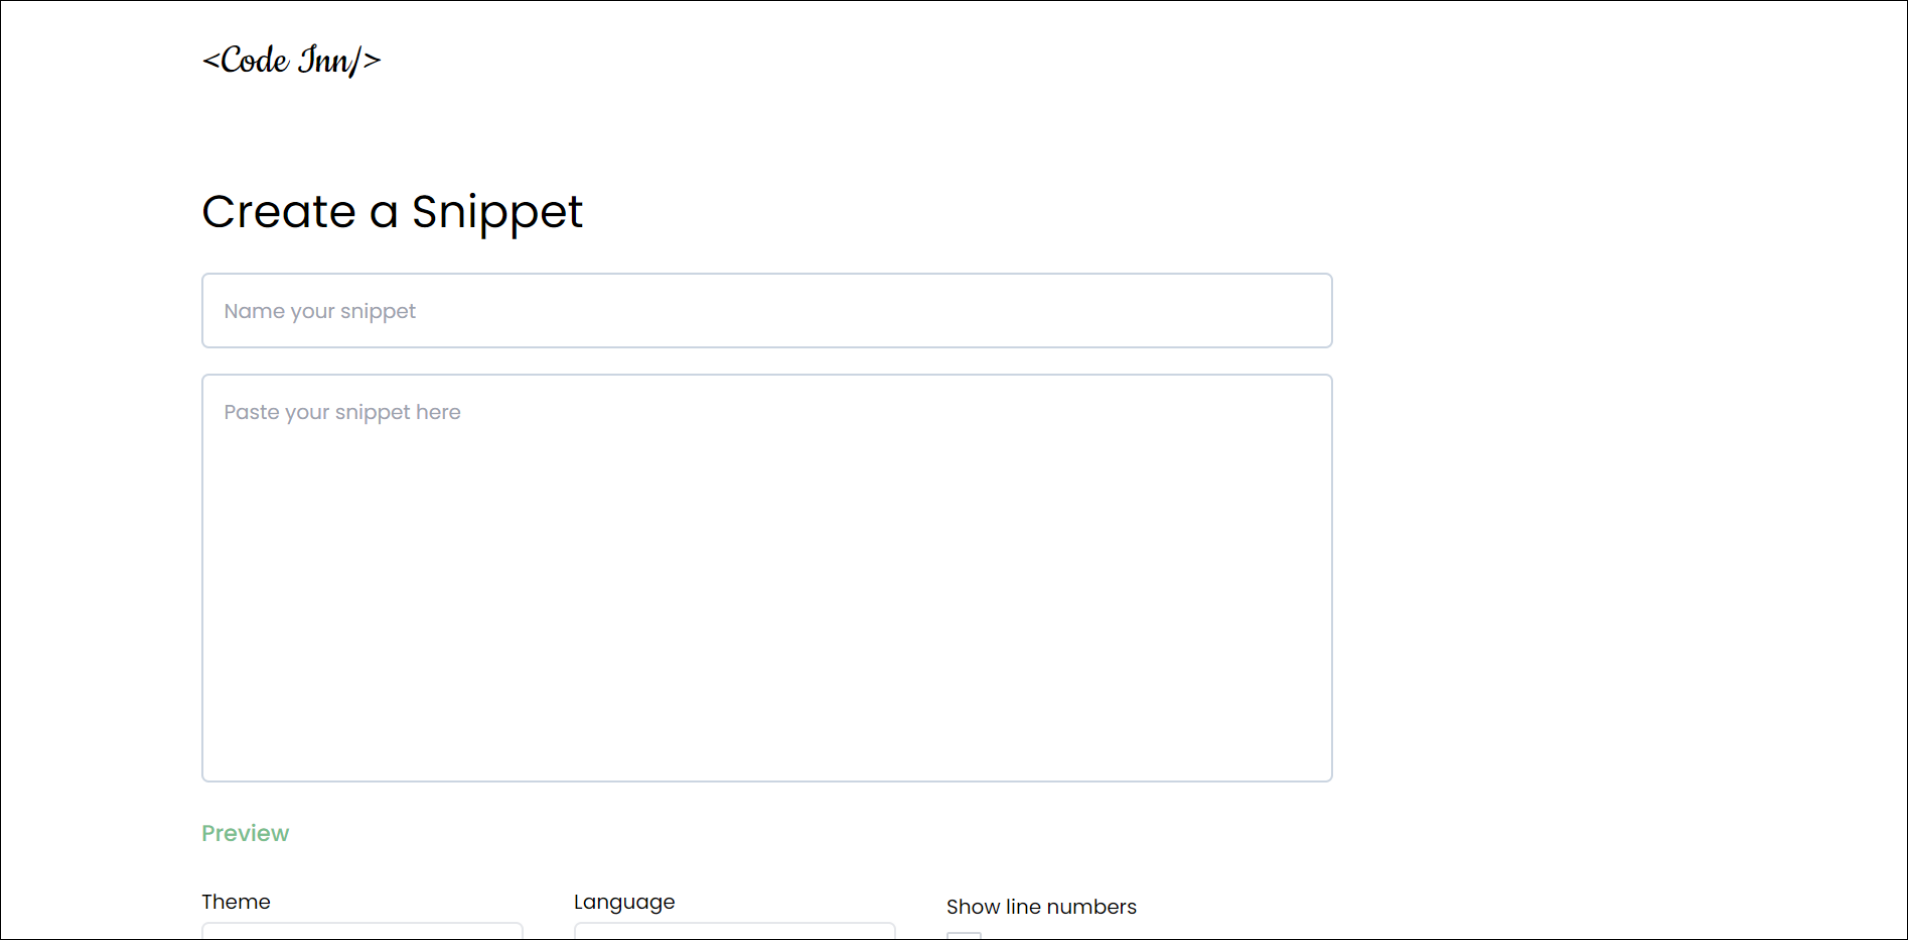 <Code Inn/>
Create a Snippet
Name your snippet
Paste your snippet here
Preview
Theme
Language
Show line numbers